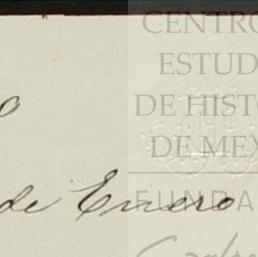 CENTRO
ESTUD
DE HISTO
DE MEX
FUNDA
o
de Enero